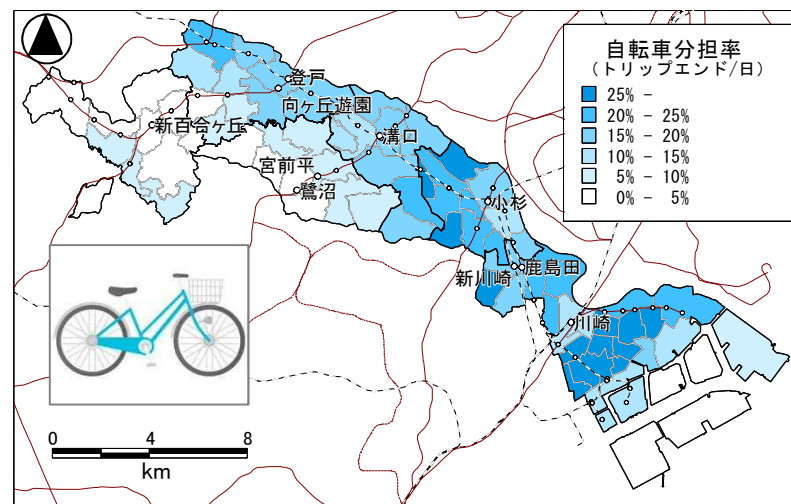 自転車分担率
(トリップエンド/日)
25% -
20% - 25%
15% - 20%
10% - 15%
5% - 10%
0% - 5%
登戸
向ヶ丘遊園
新百合ヶ丘
溝口
宮前平
鷺沼
小杉
新川崎
鹿島田
川崎
0 4 8
km